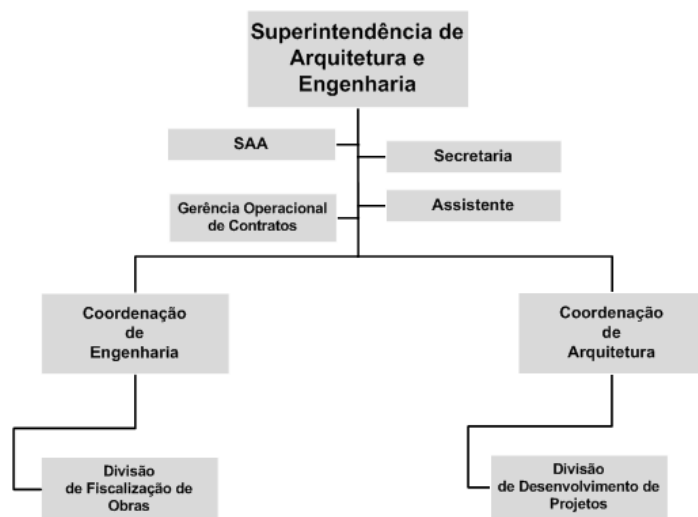 Superintendência de
Arquitetura e
Engenharia
SAA
Secretaria
Gerência Operacional
de Contratos
Assistente
Coordenação
de
Engenharia
Coordenação
de
Arquitetura
Divisão
de Fiscalização de
Obras
Divisão
de Desenvolvimento de
Projetos